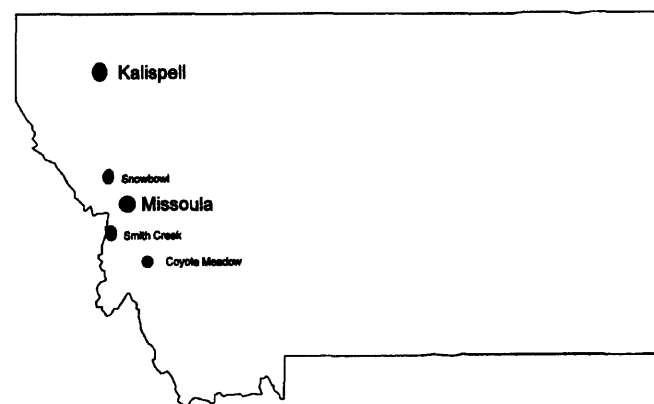 Kalispell
Snowbowl
Missoula
Smith Creek
Coyote Meadow